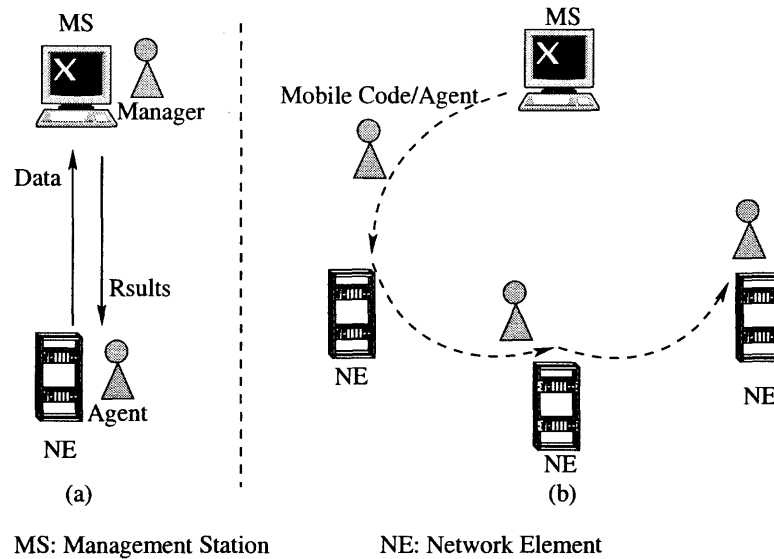 MS
Manager
Data
Rsults
Agent
NE
(a)
MS
Mobile Code/Agent
NE
NE
NE
(b)
MS: Management Station
NE: Network Element